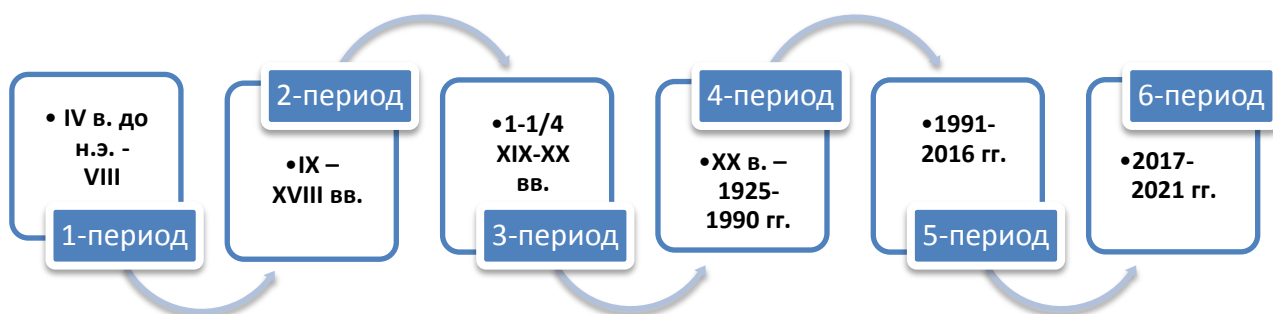 • IV в. до
н.э. -
VIII
1-период
2-период
•IX –
XVIII вв.
•1-1/4
XIX-XX
вв.
3-период
4-период
•XX в. –
1925-
1990 гг.
•1991-
2016 гг.
5-период
6-период
•2017-
2021 гг.